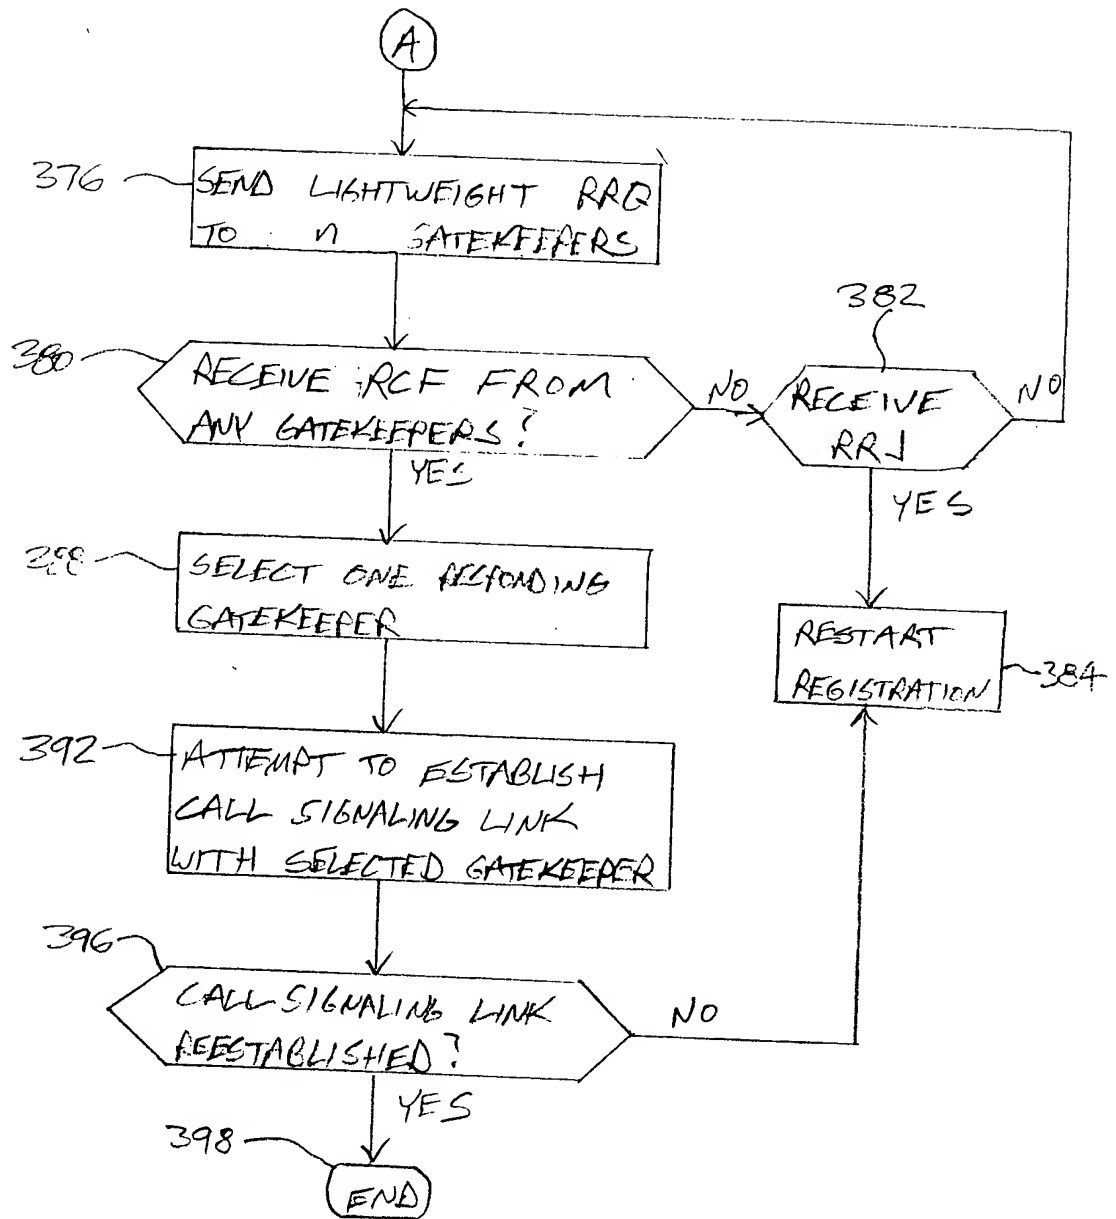 A
376
SEND LIGHTWEIGHT RRQ
TO n GATEKEEPERS
382
380
RECEIVE RCF FROM
ANY GATEKEEPERS?
NO
RECEIVE
RRJ
NO
YES
YES
SELECT ONE RESPONDING
GATEKEEPER
RESTART
REGISTRATION
384
392
ATTEMPT TO ESTABLISH
CALL SIGNALING LINK
WITH SELECTED GATEKEEPER
396
CALL SIGNALING LINK
REESTABLISHED?
NO
YES
398
END